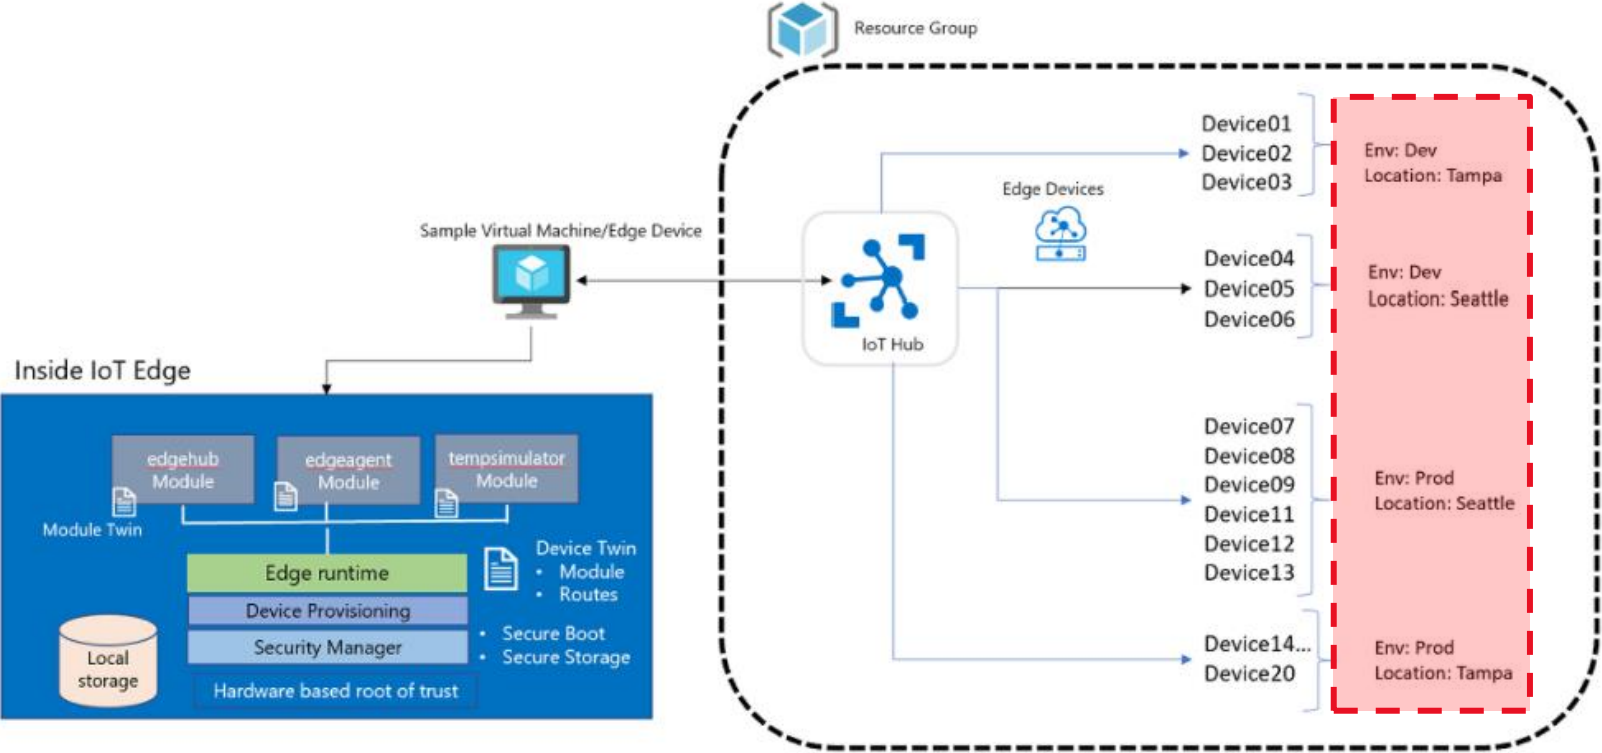 Resource Group
Device01
Device02
Device03
Env: Dev
Location: Tampa
Edge Devices
Sample Virtual Machine/Edge Device
IoT Hub
Device04
Device05
Device06
Env: Dev
Location: Seattle
Device07
Device08
Device09
Device11
Device12
Device13
Env: Prod
Location: Seattle
Device14...
Device20
Env: Prod
Location: Tampa
Inside IoT Edge
edgehub
Module
edgeagent
Module
tempsimulator
Module
Module Twin
Edge runtime
Device Provisioning
Security Manager
Hardware based root of trust
Device Twin
• Module
• Routes
• Secure Boot
• Secure Storage
Local
storage